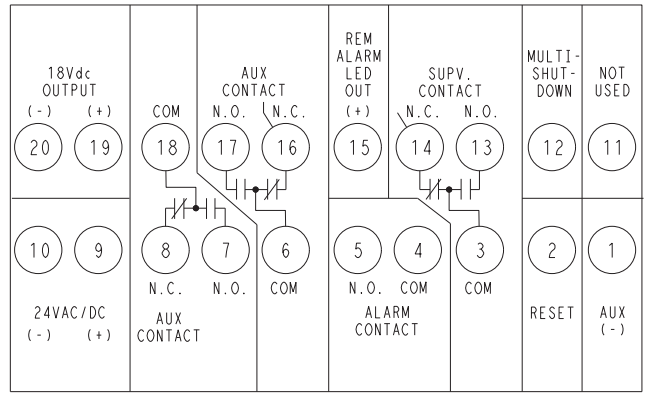 18Vdc
OUTPUT
(-) (+)
20 19
COM
18
AUX
CONTACT
N.O. N.C.
17 16
REM
ALARM
LED
OUT
(+)
15
SUPV.
CONTACT
N.C. N.O.
14 13
MULTI-
SHUT-
DOWN
12
NOT
USED
11
10 9
24VAC/DC
(-) (+)
8 7
N.C. N.O.
AUX
CONTACT
6
COM
5 4
N.O. COM
ALARM
CONTACT
3
COM
2
RESET
1
AUX
(-)